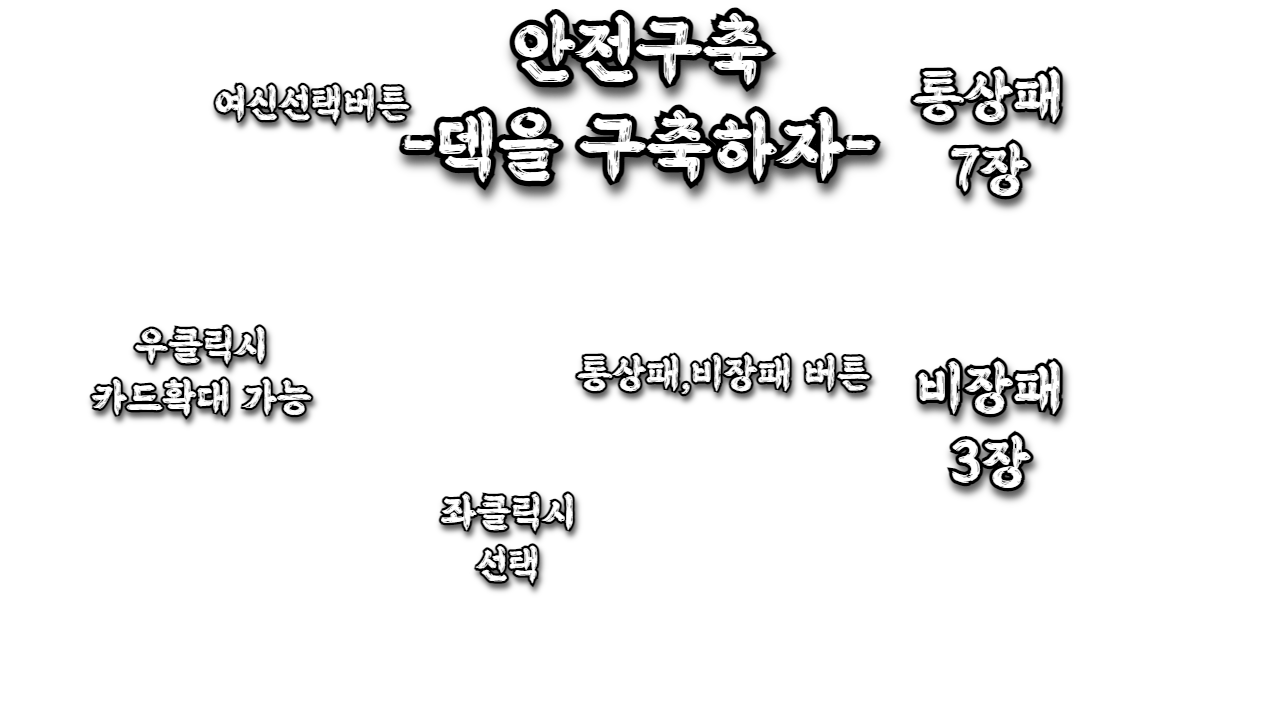 안전구축
-덱을 구축하자-
여신선택버튼
통상패
7장
우클릭시
카드확대 가능
통상패,비장패 버튼
비장패
3장
좌클릭시
선택